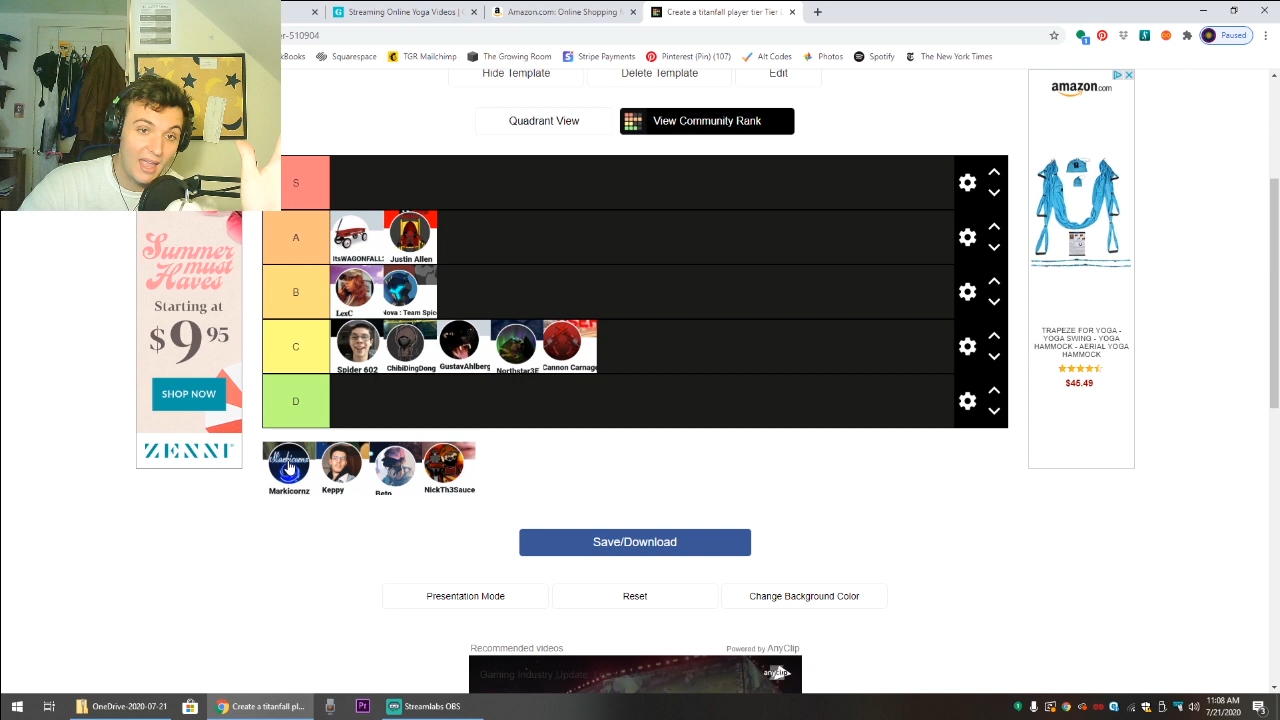 Streaming Online Yoga Videos | C
Amazon.com: Online Shopping f
Create a titanfall player tier Tier L
er-510904
Paused
kBooks
Squarespace
TGR Mailchimp
The Growing Room
Stripe Payments
Pinterest (Pin) (107)
Alt Codes
Photos
Spotify
The New York Times
Hide Template
Delete Template
Edit
Quadrant View
View Community Rank
S
A
ItsWAGONFALL
Justin Allen
B
LexC
Nova : Team Spic
C
Spider 602
ChibiDingDong
GustavAhlberg
Northstar3E
Cannon Carnage
D
Markicornz
Keppy
Beto
NickTh3Sauce
Save/Download
Presentation Mode
Reset
Change Background Color
Recommended videos
Powered by AnyClip
Gaming Industry Update
anyclip
Summer
must
Haves
Starting at
$9 95
SHOP NOW
ZENNI
amazon.com
TRAPEZE FOR YOGA -
YOGA SWING - YOGA
HAMMOCK - AERIAL YOGA
HAMMOCK
$45.49
OneDrive-2020-07-21
Create a titanfall pl...
Streamlabs OBS
11:08 AM
7/21/2020